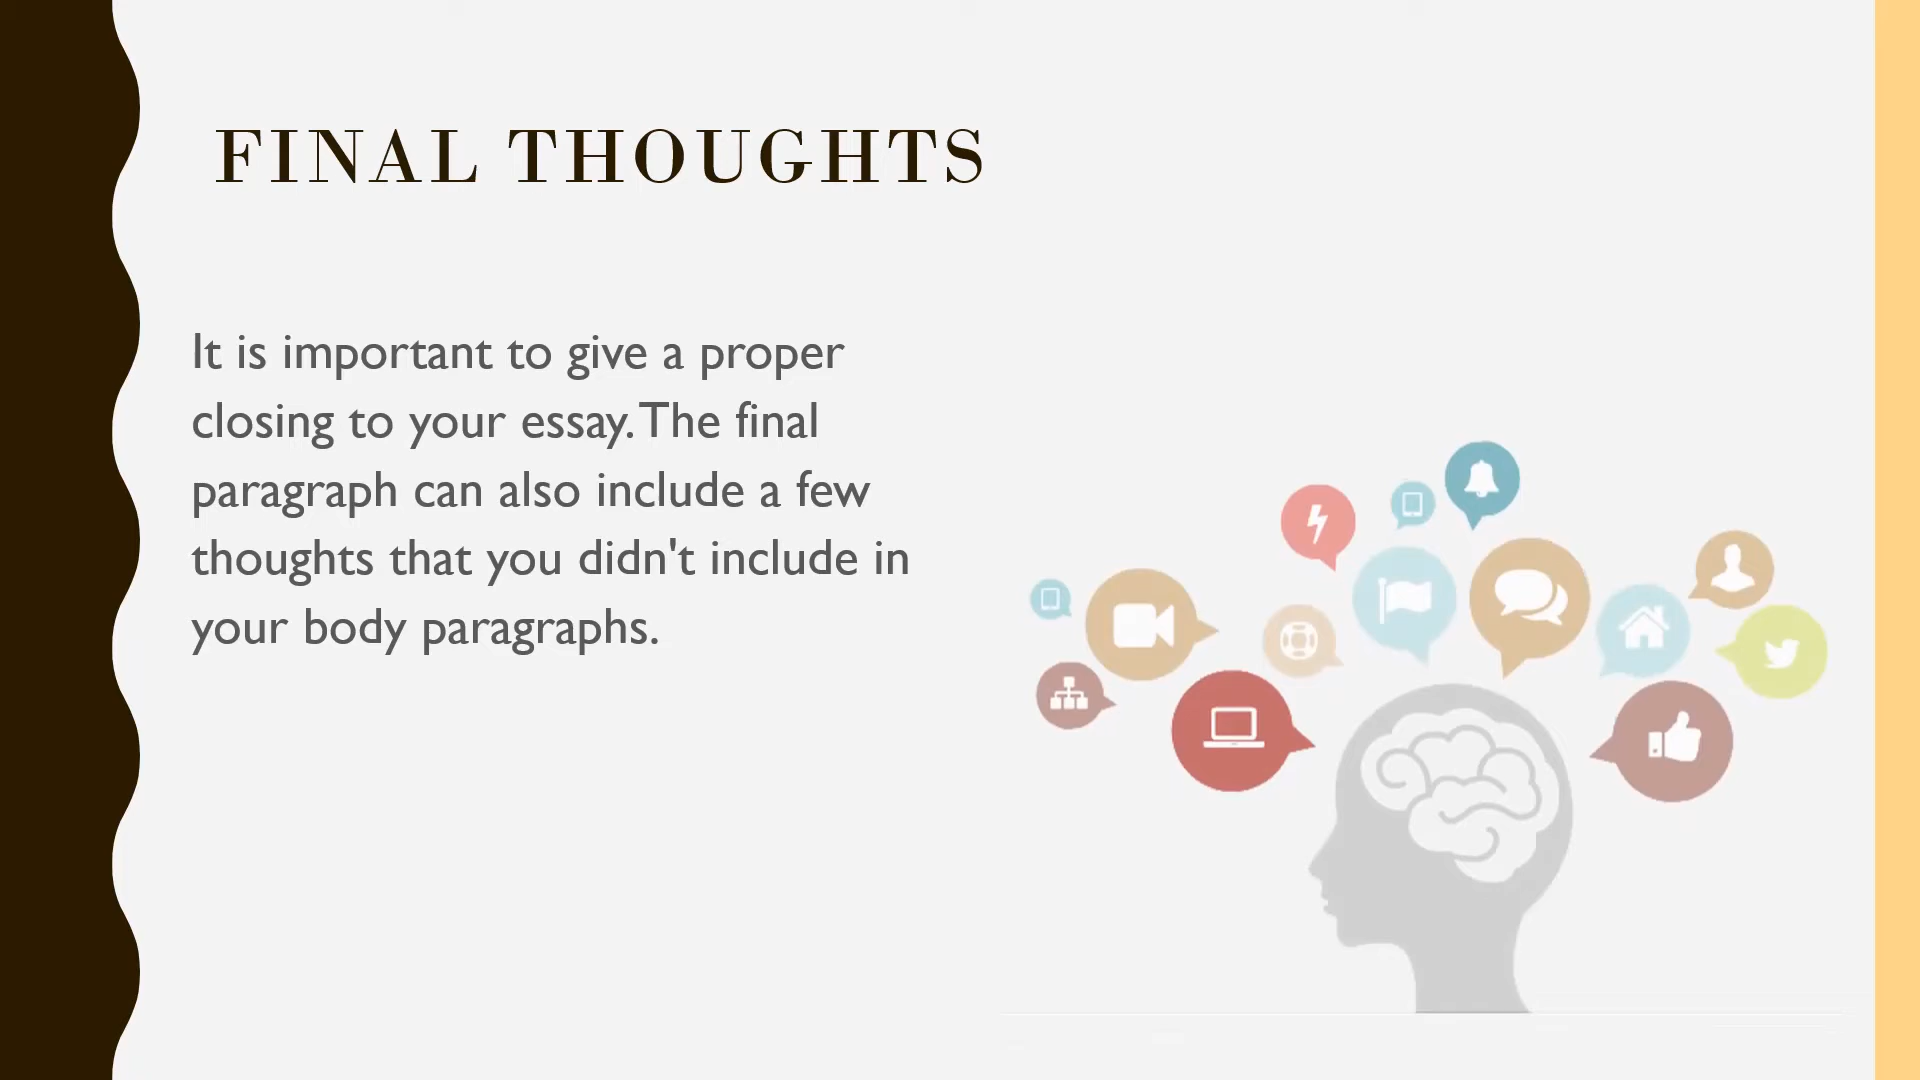 FINAL THOUGHTS
It is important to give a proper
closing to your essay. The final
paragraph can also include a few
thoughts that you didn't include in
your body paragraphs.